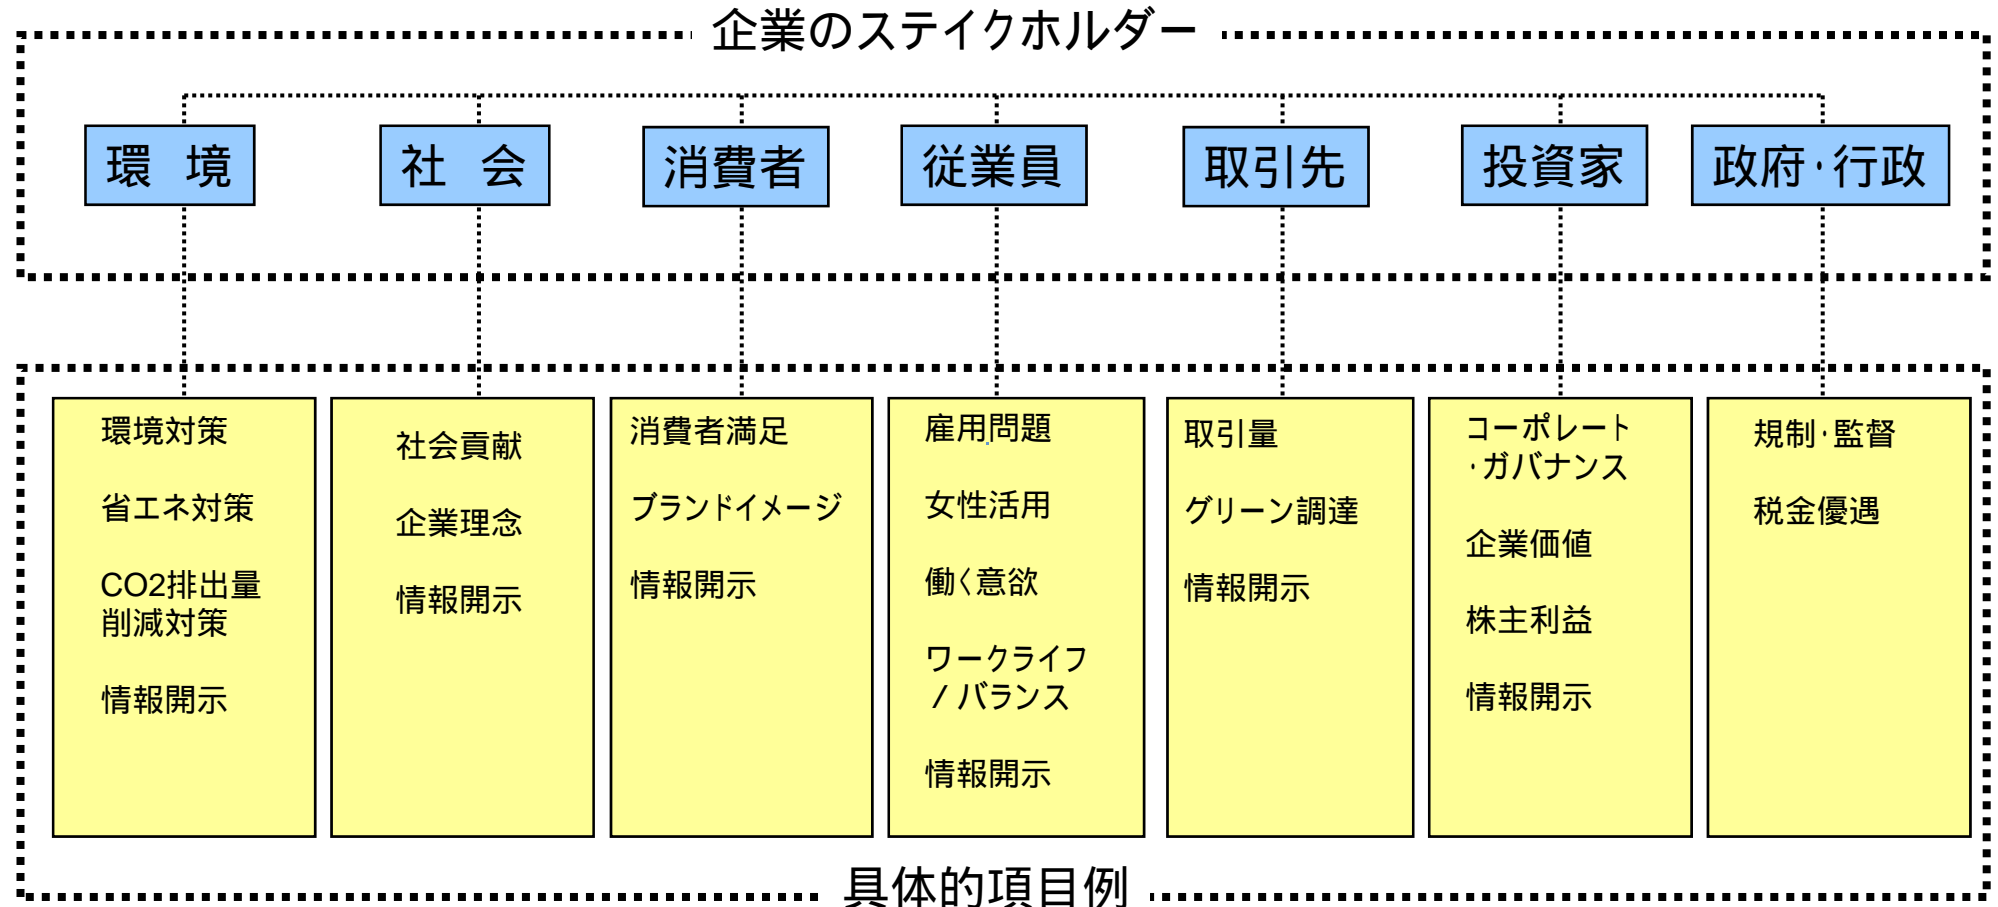 企業のステイクホルダー
環 境
社 会
消費者
従業員
取引先
投資家
政府・行政
環境対策
省エネ対策
CO2排出量
削減対策
情報開示
社会貢献
企業理念
情報開示
消費者満足
ブランドイメージ
情報開示
雇用問題
女性活用
働く意欲
ワークライフ
/バランス
情報開示
取引量
グリーン調達
情報開示
コーポレート
・ガバナンス
企業価値
株主利益
情報開示
規制・監督
税金優遇
具体的項目例